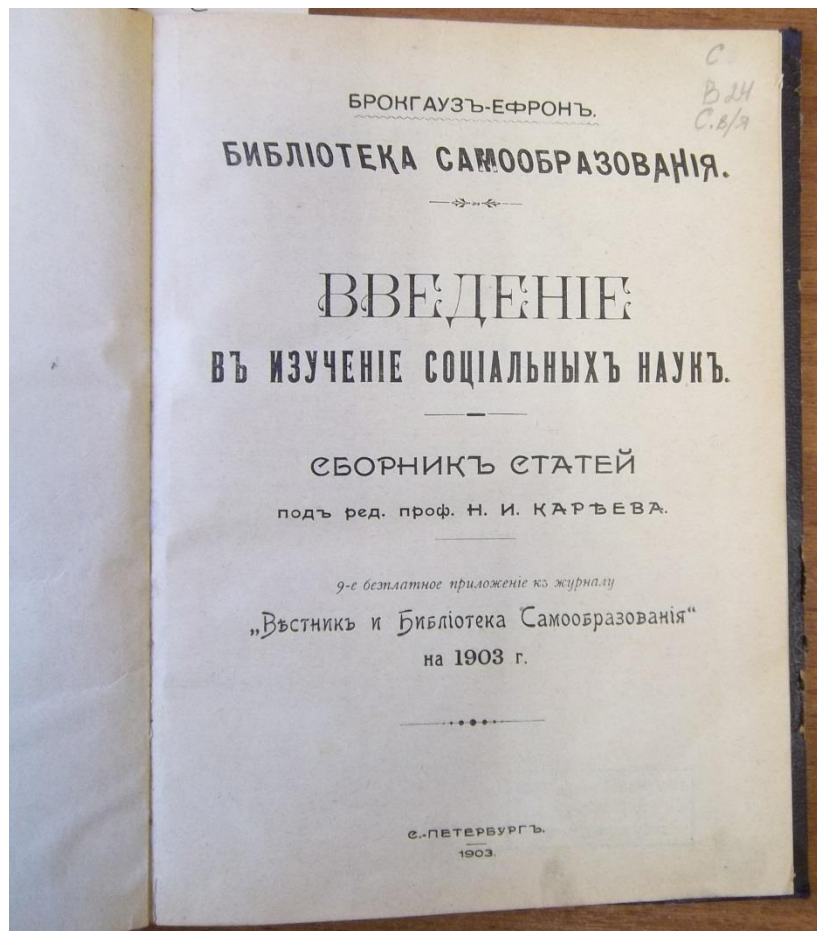 С
В 24
С.в/я
БРОКГАУЗЪ-ЕФРОНЪ.
БИБЛІОТЕКА САМООБРАЗОВАНІЯ.
ВВЕДЕНІЕ
ВЪ ИЗУЧЕНІЕ СОЦІАЛЬНЫХЪ НАУКЪ.
СБОРНИКЪ СТАТЕЙ
подъ ред. проф. Н. И. КАРѢЕВА.
9-е безплатное приложеніе къ журналу
„Вѣстникъ и Библіотека Самообразованія“
на 1903 г.
С.-ПЕТЕРБУРГЪ.
1903.